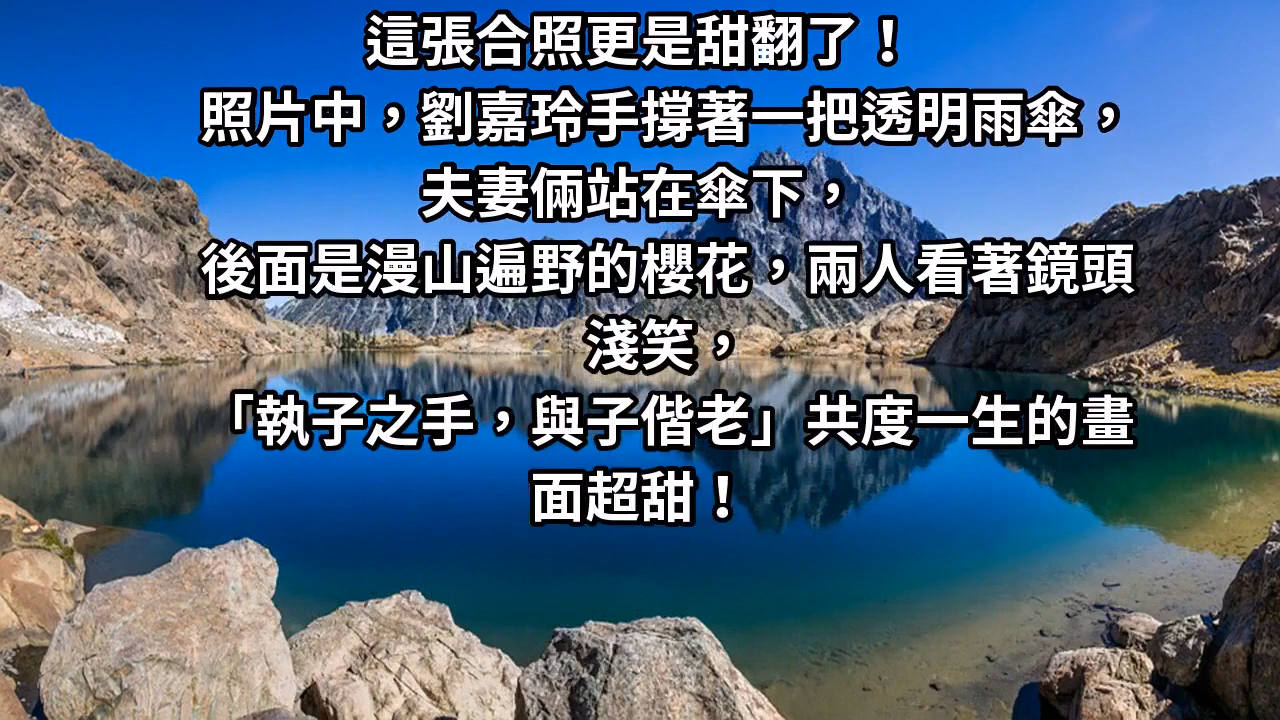 這張合照更是甜翻了！
照片中，劉嘉玲手撐著一把透明雨傘，
夫妻倆站在傘下，
後面是漫山遍野的櫻花，兩人看著鏡頭
淺笑，
「執子之手，與子偕老」共度一生的畫
面超甜！